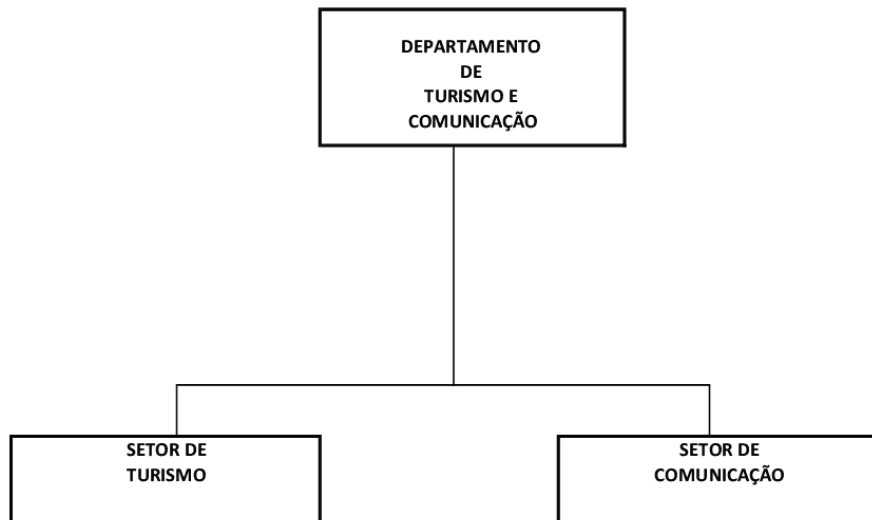 DEPARTAMENTO
DE
TURISMO E
COMUNICAÇÃO
SETOR DE
TURISMO
SETOR DE
COMUNICAÇÃO